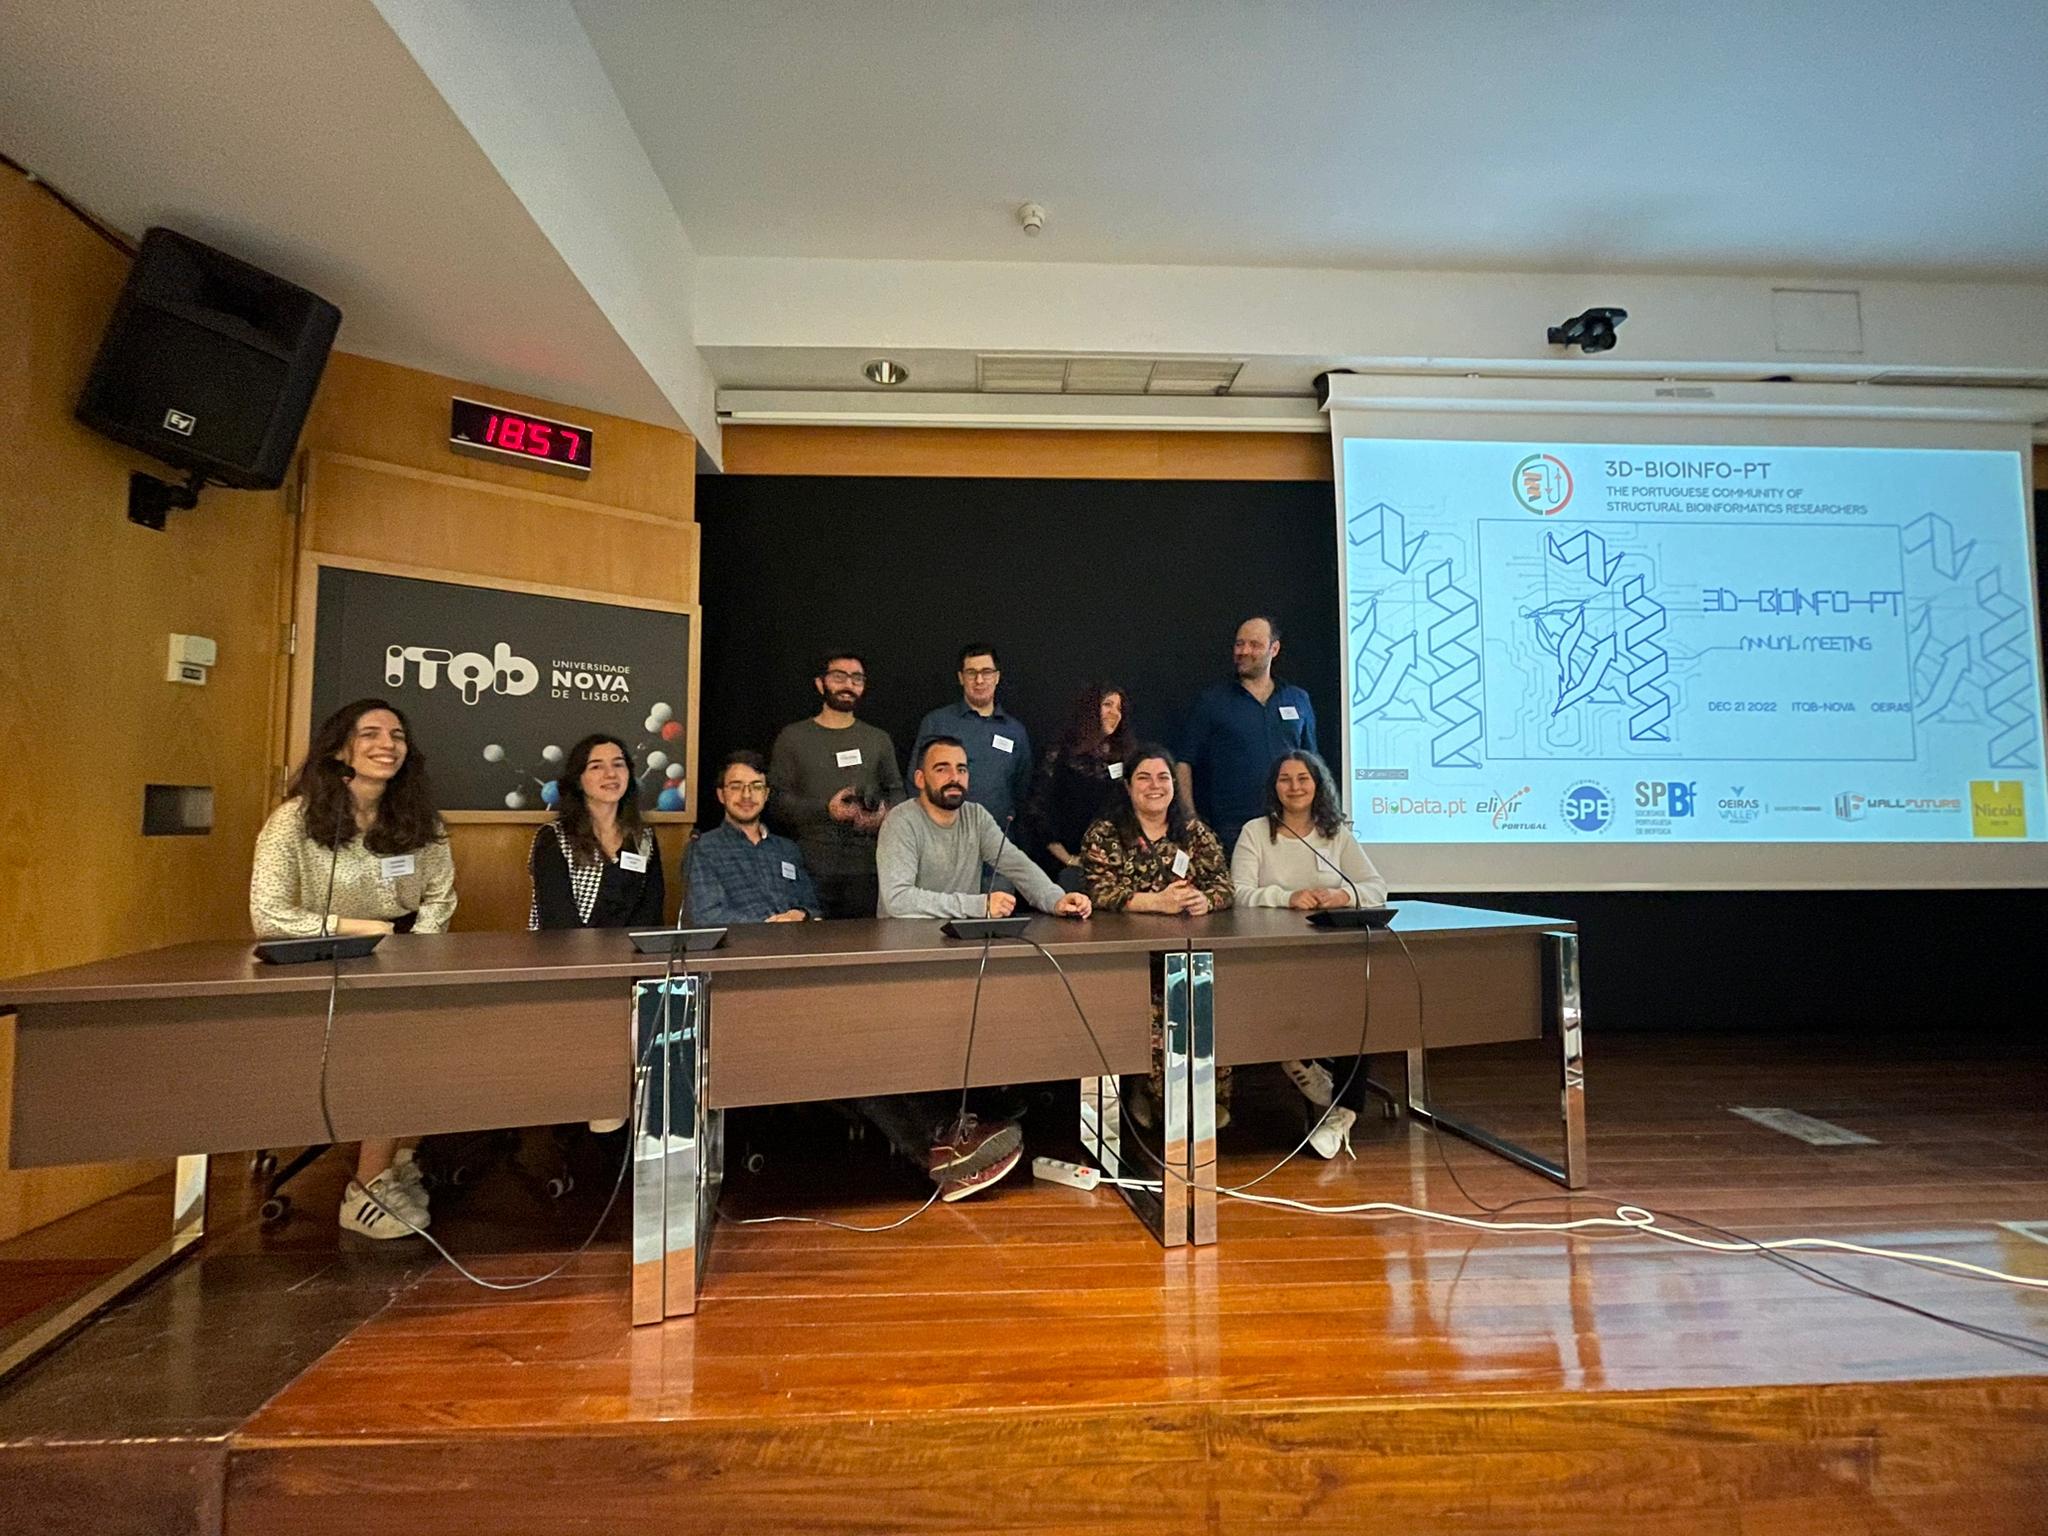 EV
18:57
ITQb
UNIVERSIDADE
NOVA
DE LISBOA
3D-BIOINFO-PT
THE PORTUGUESE COMMUNITY OF
STRUCTURAL BIOINFORMATICS RESEARCHERS
3D-BIOINFO-PT
ANNUAL MEETING
DEC 21 2022 ITQB-NOVA OEIRAS
BioData.pt
elixir
PORTUGAL
SPB
SPBf
SOCIEDADE
PORTUGUESA
DE BIOFÍSICA
OEIRAS
VALLEY
WALLFUTURE
Nicola